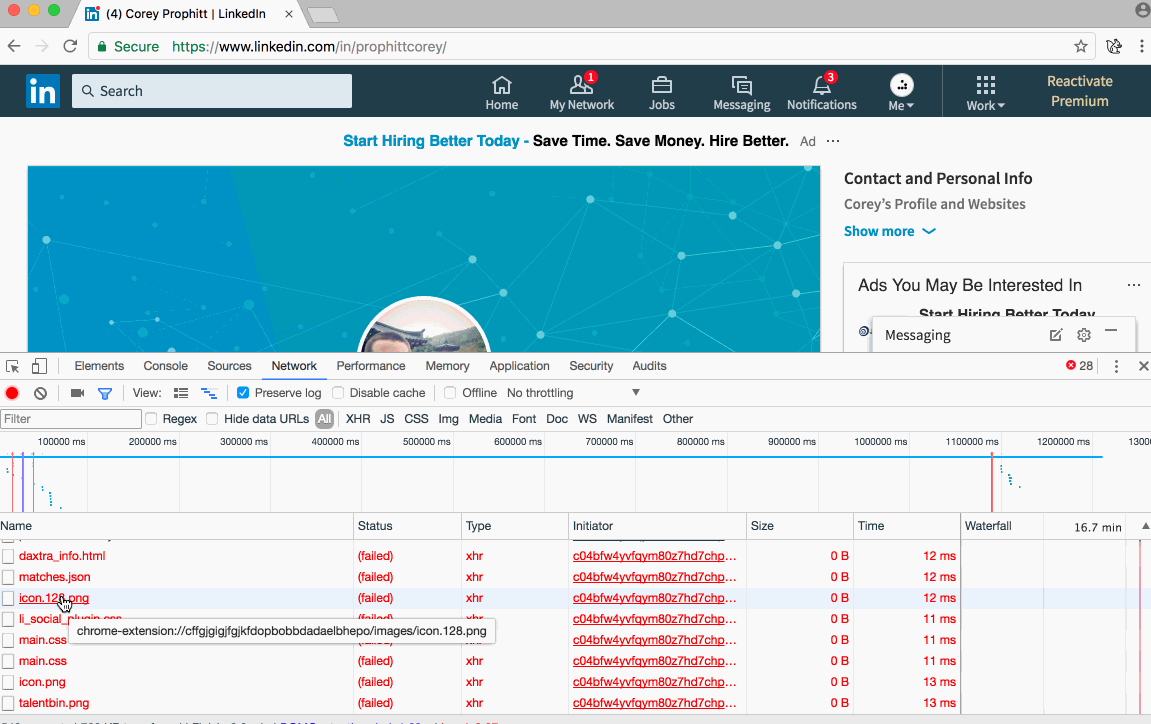 (4) Corey Prophitt | LinkedIn
Secure https://www.linkedin.com/in/prophittcorey/
in Search Home My Network 1 Jobs Messaging Notifications 3 Me Work Reactivate Premium
Start Hiring Better Today - Save Time. Save Money. Hire Better. Ad ...
Contact and Personal Info
Corey's Profile and Websites
Show more
Ads You May Be Interested In ...
Start Hiring Better Today
Messaging
Elements Console Sources Network Performance Memory Application Security Audits 28
View: Preserve log Disable cache Offline No throttling
Filter Regex Hide data URLs All XHR JS CSS Img Media Font Doc WS Manifest Other
100000 ms 200000 ms 300000 ms 400000 ms 500000 ms 600000 ms 700000 ms 800000 ms 900000 ms 1000000 ms 1100000 ms 1200000 ms 13000
Name Status Type Initiator Size Time Waterfall 16.7 min
daxtra_info.html (failed) xhr c04bfw4yvfqym80z7hd7chp... 0 B 12 ms
matches.json (failed) xhr c04bfw4yvfqym80z7hd7chp... 0 B 12 ms
icon.128.png (failed) xhr c04bfw4yvfqym80z7hd7chp... 0 B 12 ms
li_social_plugin.css (failed) xhr c04bfw4yvfqym80z7hd7chp... 0 B 11 ms
chrome-extension://cffgjgigjfgjkfdopbobbdadaelbhepo/images/icon.128.png
main.css (failed) xhr c04bfw4yvfqym80z7hd7chp... 0 B 11 ms
main.css (failed) xhr c04bfw4yvfqym80z7hd7chp... 0 B 11 ms
icon.png (failed) xhr c04bfw4yvfqym80z7hd7chp... 0 B 13 ms
talentbin.png (failed) xhr c04bfw4yvfqym80z7hd7chp... 0 B 13 ms